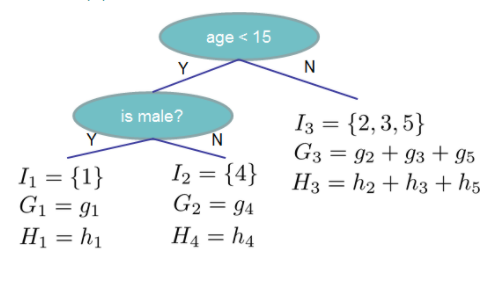 age < 15
Y
N
is male?
Y
N
I₁ = {1}
G₁ = g₁
H₁ = h₁
I₂ = {4}
G₂ = g₄
H₄ = h₄
I₃ = {2, 3, 5}
G₃ = g₂ + g₃ + g₅
H₃ = h₂ + h₃ + h₅